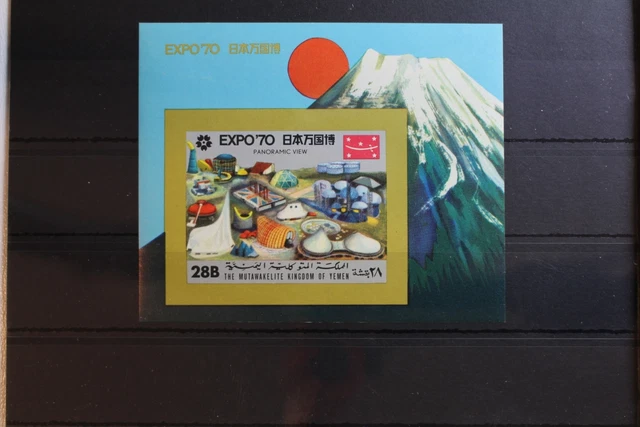 EXPO'70 日本万国博
EXPO'70 日本万国博
PANORAMIC VIEW
28B المملكة المتوكلية اليمنية ٢٨ بقشة
THE MUTAWAKELITE KINGDOM OF YEMEN